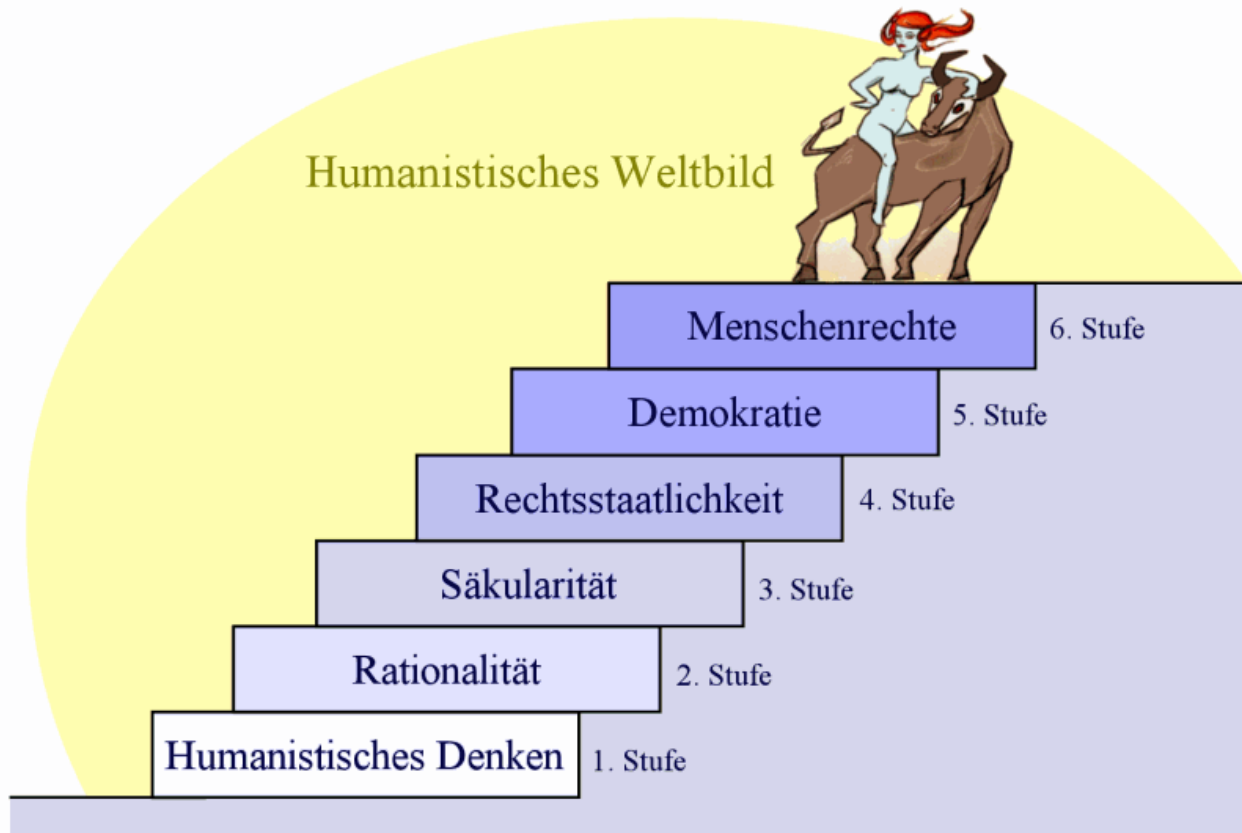 Humanistisches Weltbild
Menschenrechte 6. Stufe
Demokratie 5. Stufe
Rechtsstaatlichkeit 4. Stufe
Säkularität 3. Stufe
Rationalität 2. Stufe
Humanistisches Denken 1. Stufe